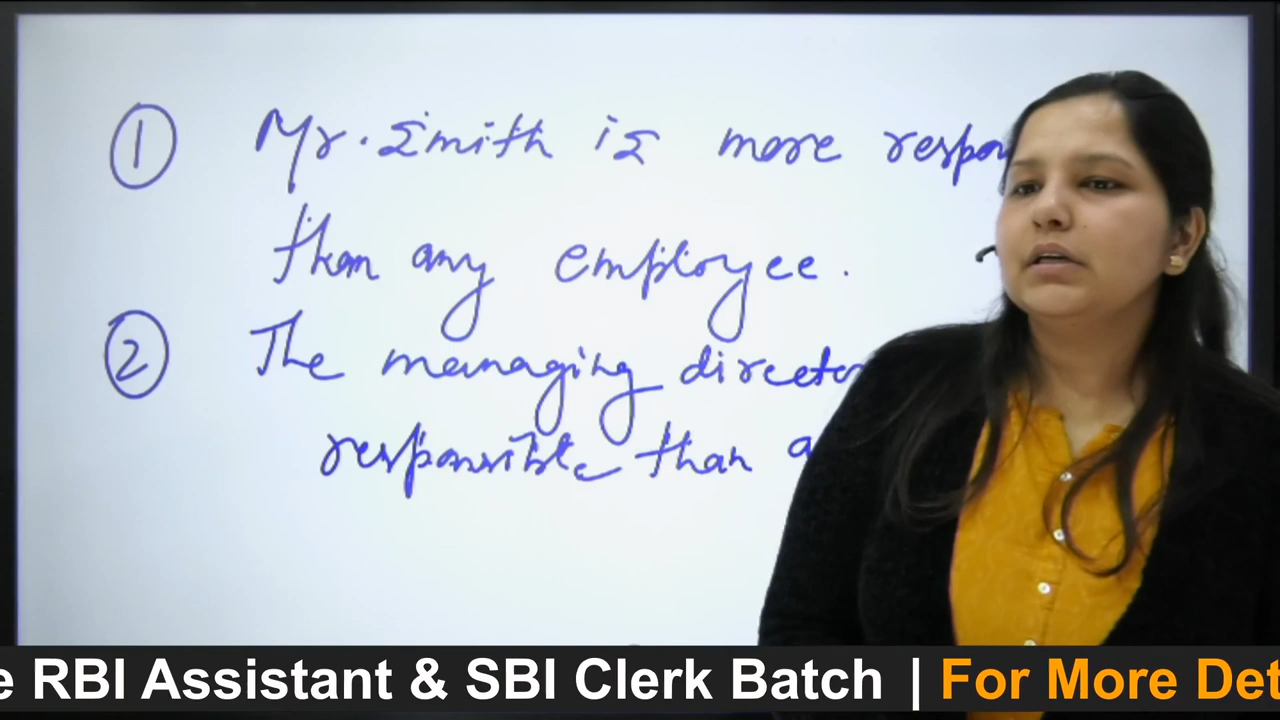 ① Mr. Smith is more respon
than any employee.
② The managing director
responsible than a
e RBI Assistant & SBI Clerk Batch | For More Det